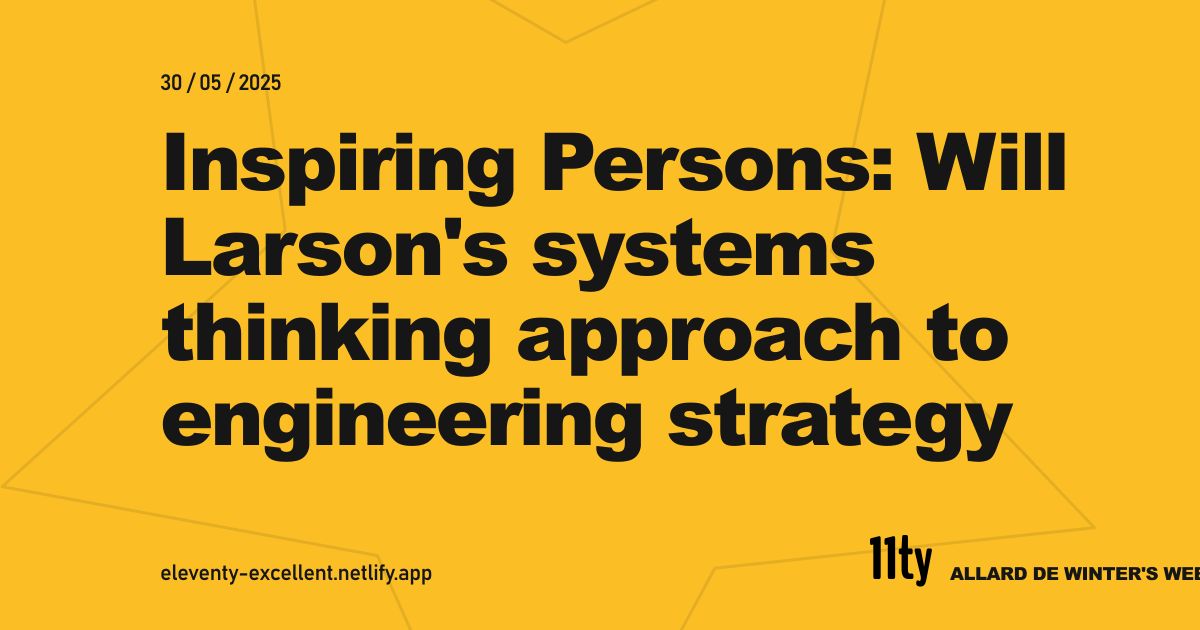 30 / 05 / 2025
Inspiring Persons: Will
Larson's systems
thinking approach to
engineering strategy
eleventy-excellent.netlify.app
11ty
ALLARD DE WINTER'S